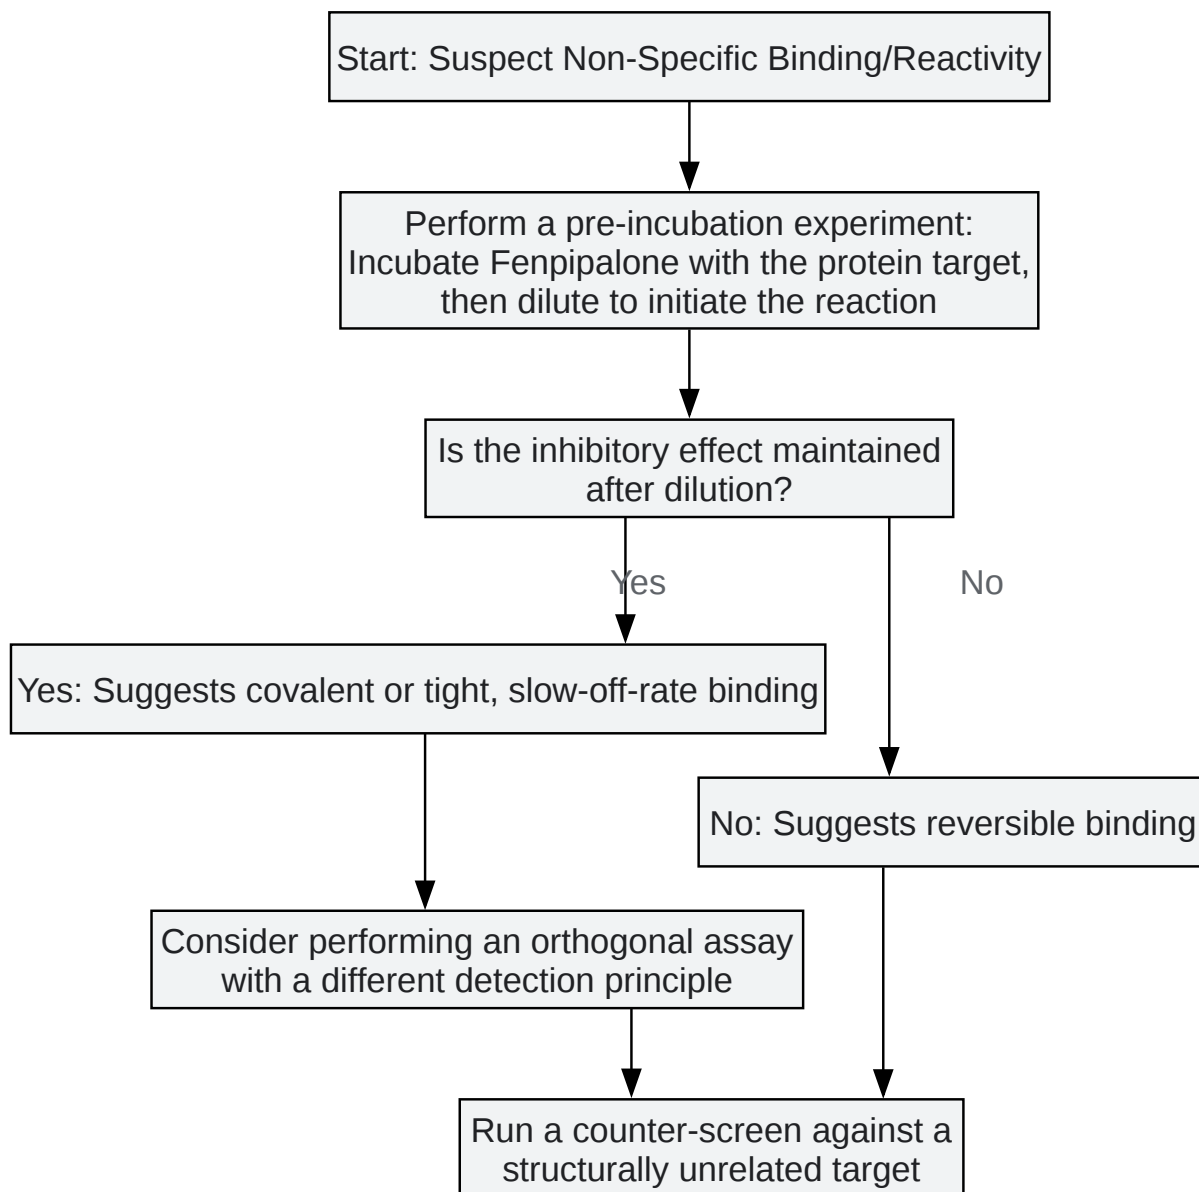 Start: Suspect Non-Specific Binding/Reactivity
Perform a pre-incubation experiment:
Incubate Fenpipalone with the protein target,
then dilute to initiate the reaction
Is the inhibitory effect maintained
after dilution?
Yes
No
Yes: Suggests covalent or tight, slow-off-rate binding
No: Suggests reversible binding
Consider performing an orthogonal assay
with a different detection principle
Run a counter-screen against a
structurally unrelated target